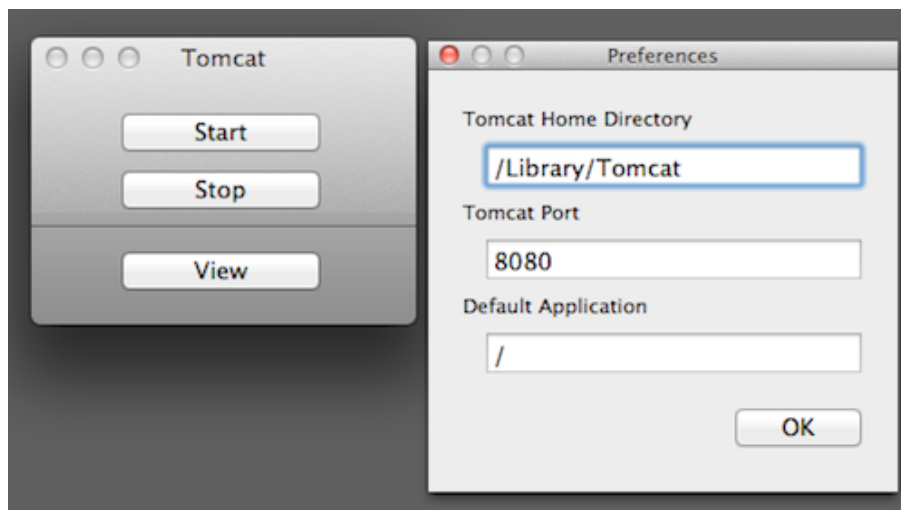 Tomcat
Start
Stop
View
Preferences
Tomcat Home Directory
/Library/Tomcat
Tomcat Port
8080
Default Application
/
OK